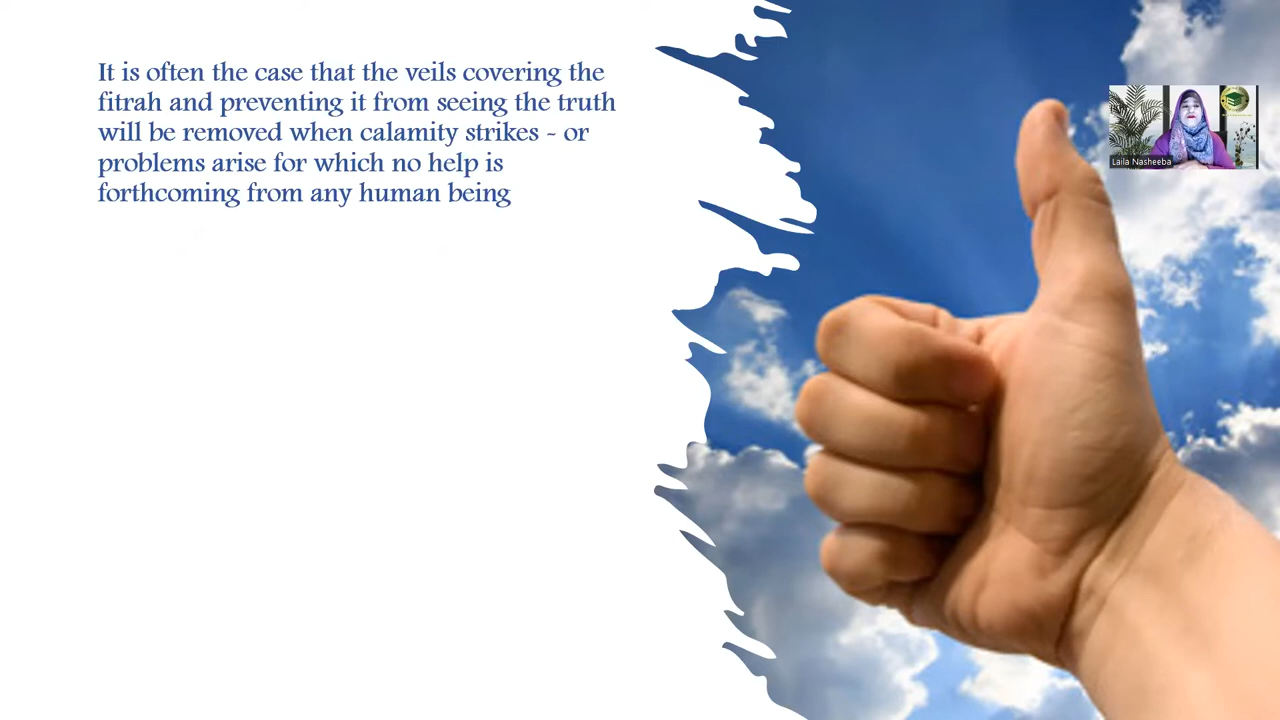 It is often the case that the veils covering the
fitrah and preventing it from seeing the truth
will be removed when calamity strikes - or
problems arise for which no help is
forthcoming from any human being
Laila Nasheeba